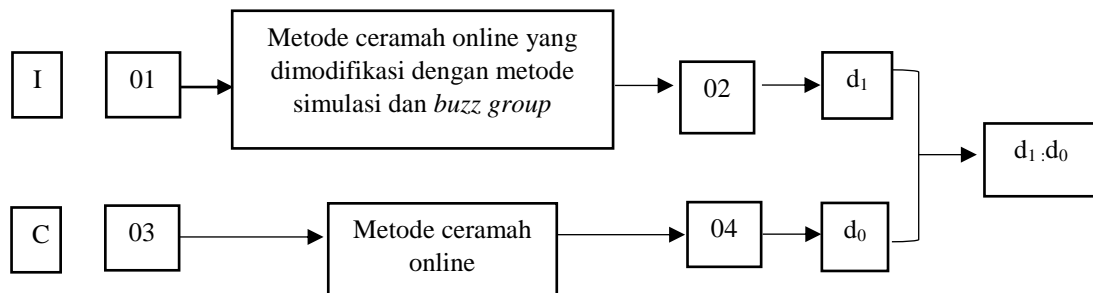 Metode ceramah online yang
dimodifikasi dengan metode
simulasi dan buzz group
I
01
02
d₁
d₁ :d₀
C
03
Metode ceramah
online
04
d₀